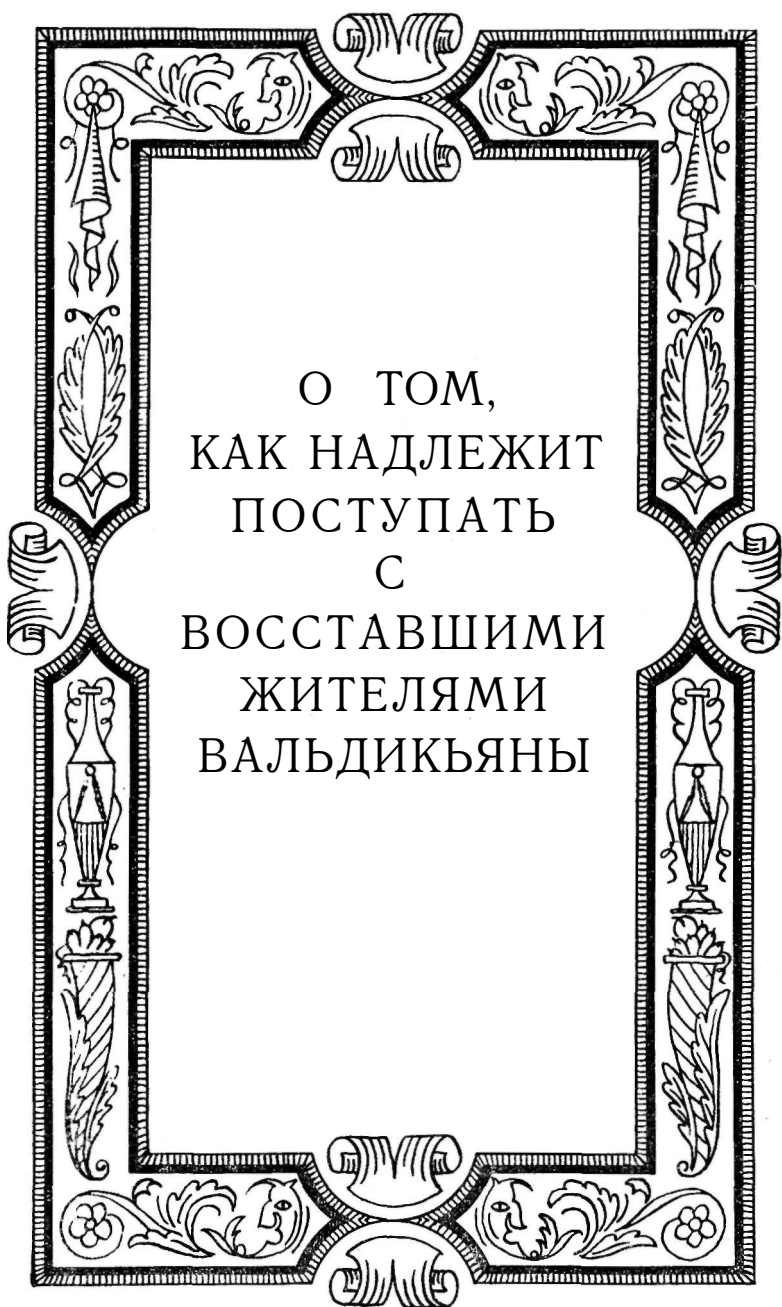 О ТОМ,
КАК НАДЛЕЖИТ
ПОСТУПАТЬ
С
ВОССТАВШИМИ
ЖИТЕЛЯМИ
ВАЛЬДИКЬЯНЫ